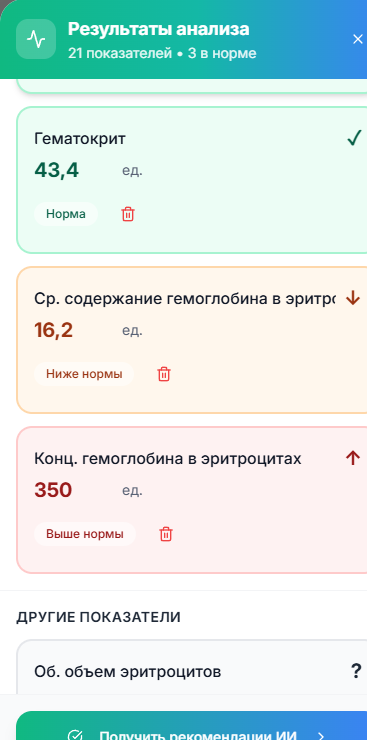 Результаты анализа
21 показателей • 3 в норме
Гематокрит
43,4 ед.
Норма
Ср. содержание гемоглобина в эритро
16,2 ед.
Ниже нормы
Конц. гемоглобина в эритроцитах
350 ед.
Выше нормы
ДРУГИЕ ПОКАЗАТЕЛИ
Об. объем эритроцитов ?
Получить рекомендации ИИ